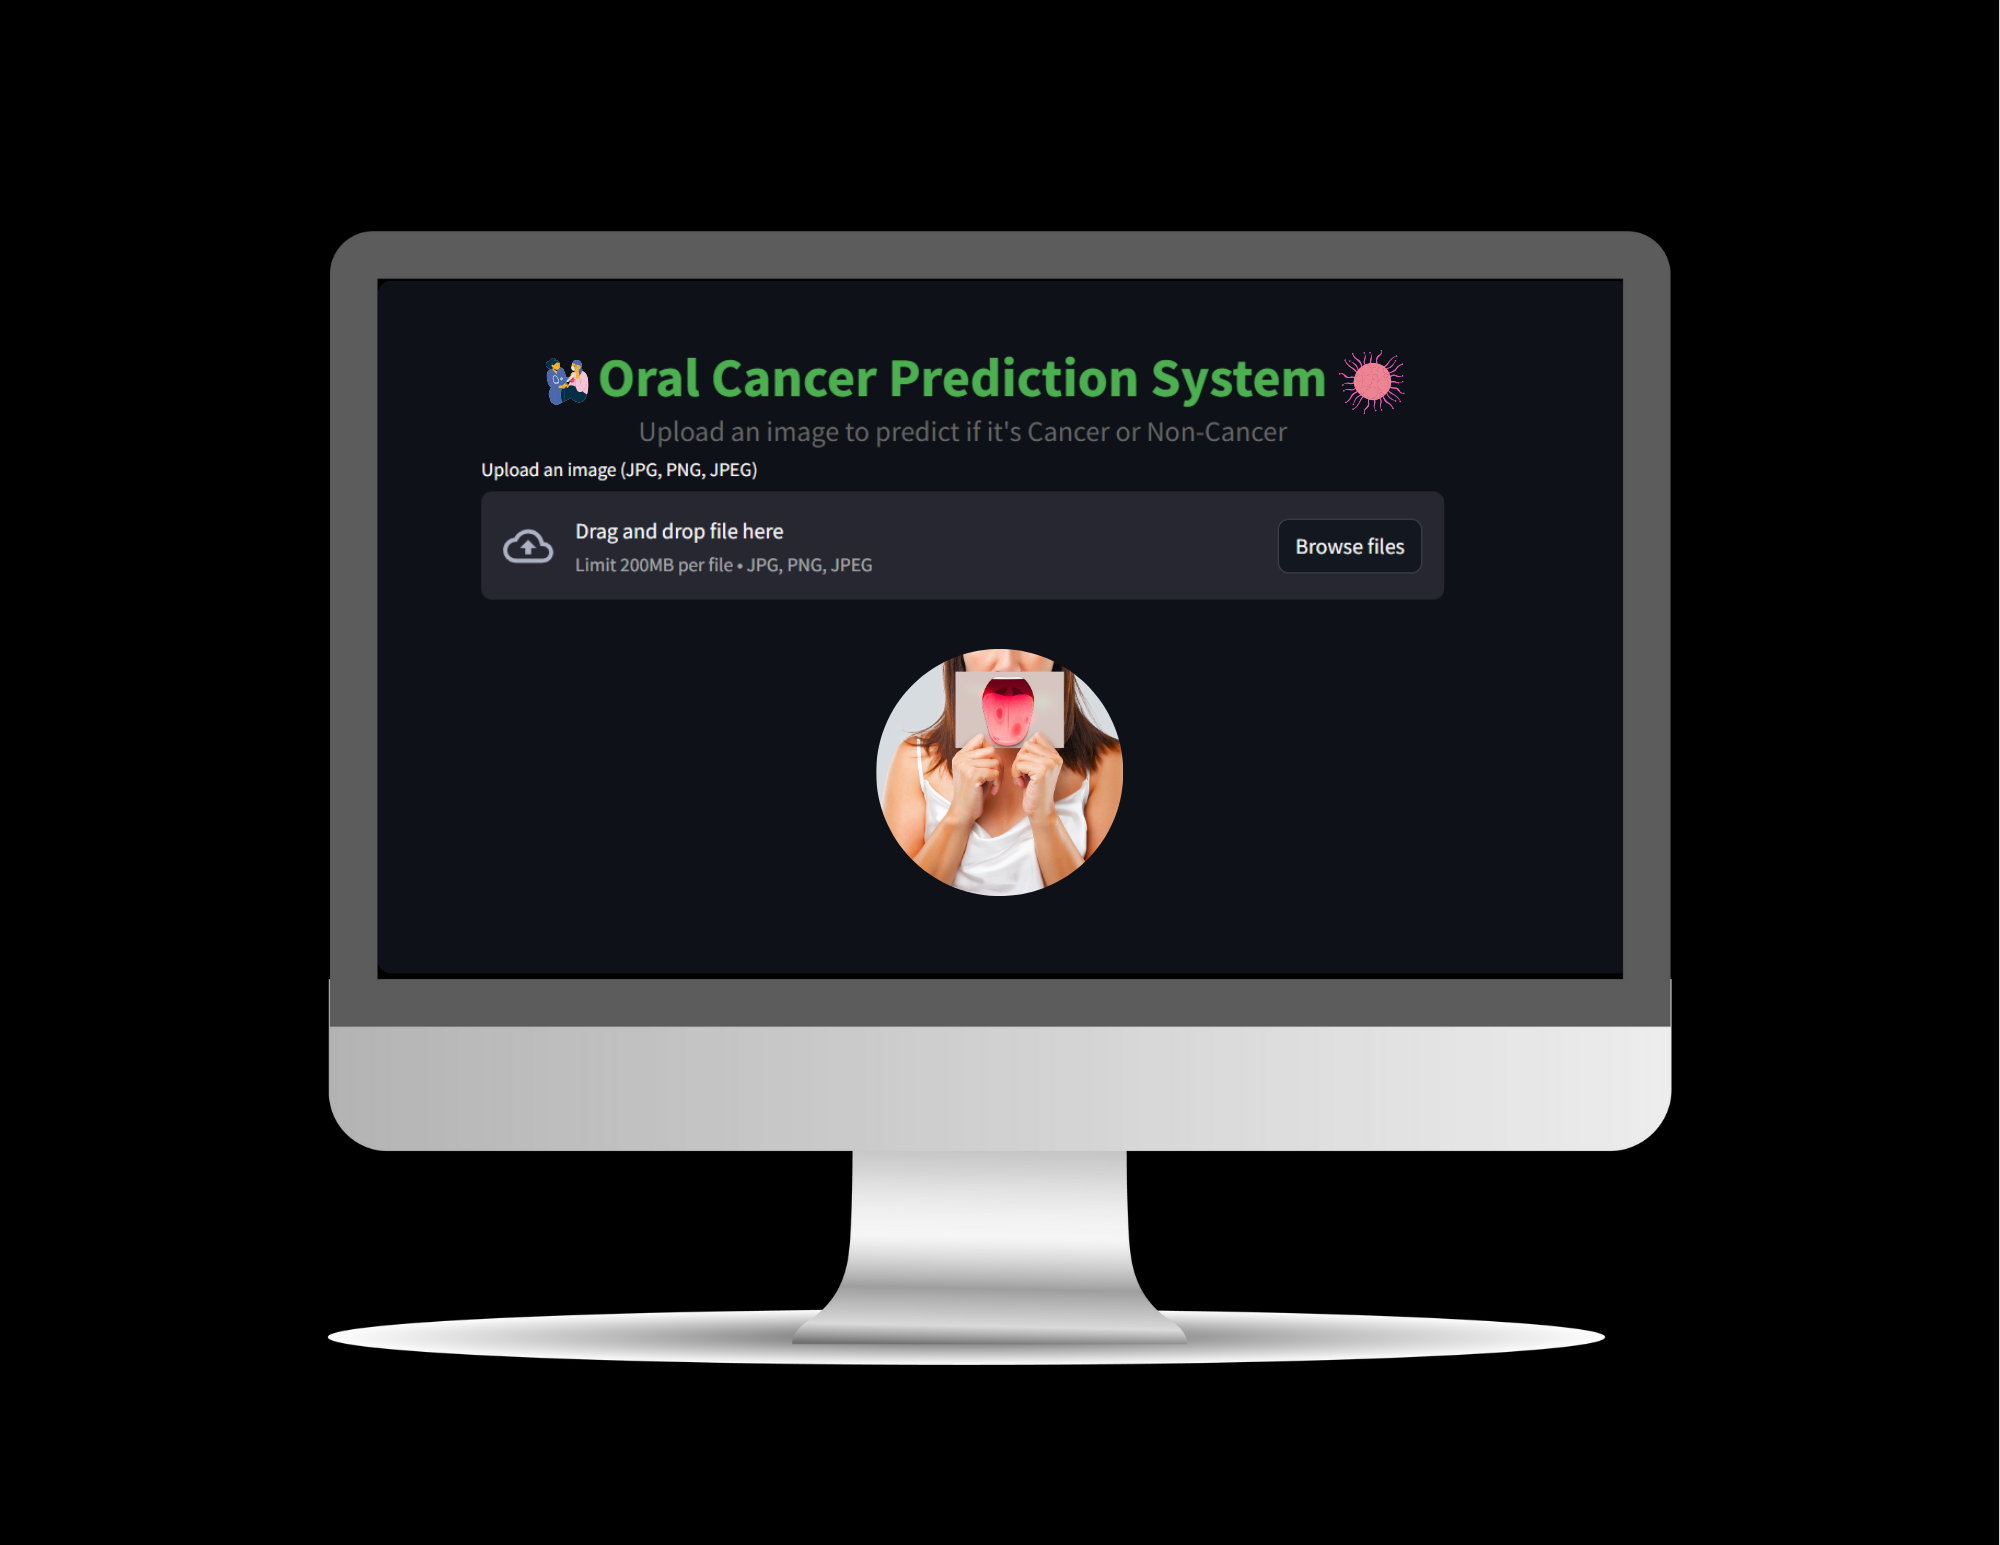 Oral Cancer Prediction System
Upload an image to predict if it's Cancer or Non-Cancer
Upload an image (JPG, PNG, JPEG)
Drag and drop file here
Limit 200MB per file • JPG, PNG, JPEG
Browse files